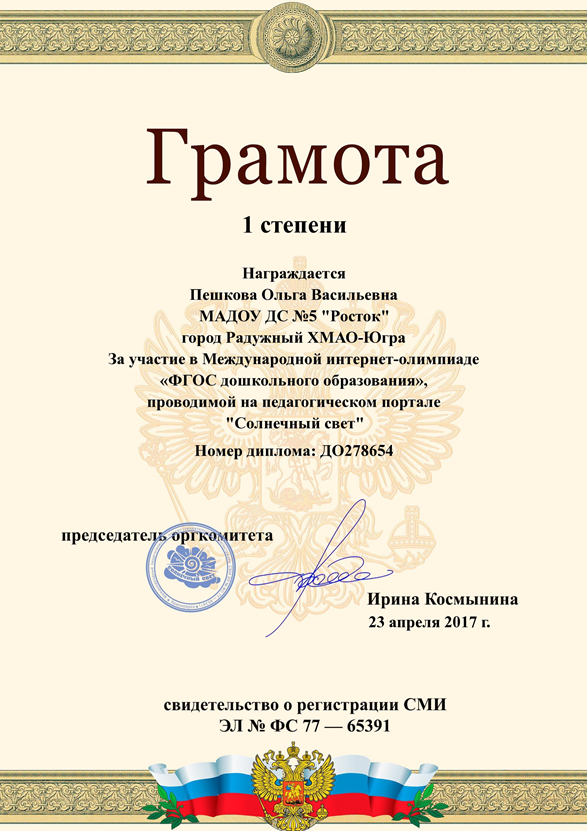 Грамота
1 степени
Награждается
Пешкова Ольга Васильевна
МАДОУ ДС №5 "Росток"
город Радужный ХМАО-Югра
За участие в Международной интернет-олимпиаде
«ФГОС дошкольного образования»,
проводимой на педагогическом портале
"Солнечный свет"
Номер диплома: ДО278654
председатель оргкомитета
Ирина Космынина
23 апреля 2017 г.
свидетельство о регистрации СМИ
ЭЛ № ФС 77 — 65391